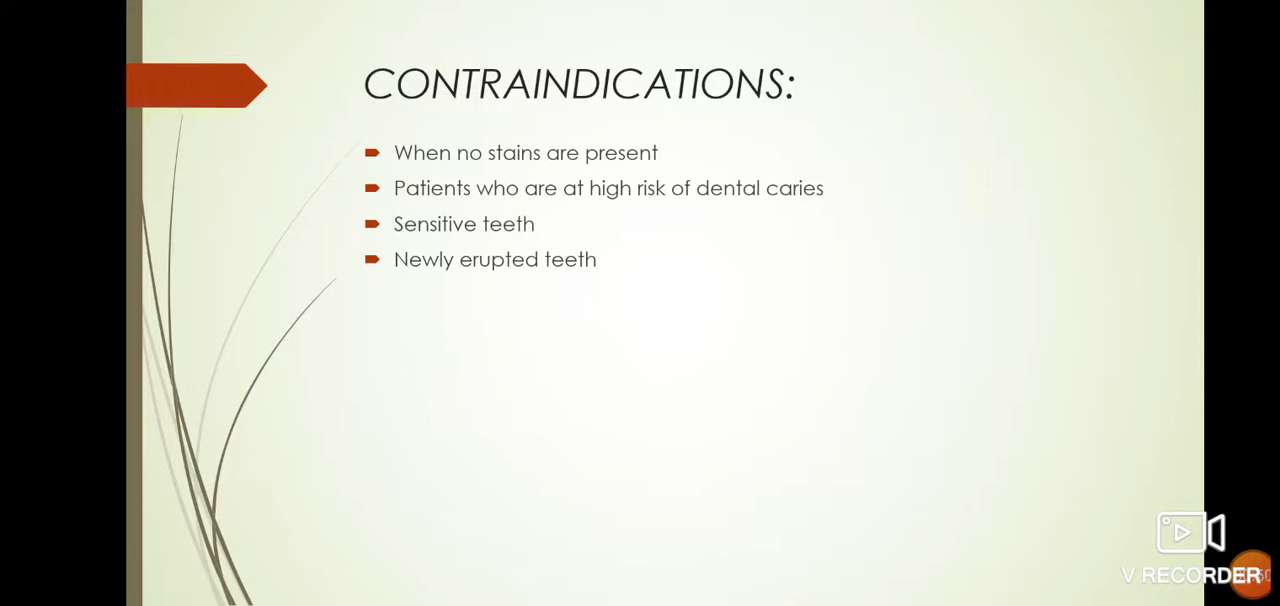 CONTRAINDICATIONS:
When no stains are present
Patients who are at high risk of dental caries
Sensitive teeth
Newly erupted teeth
V RECORDER